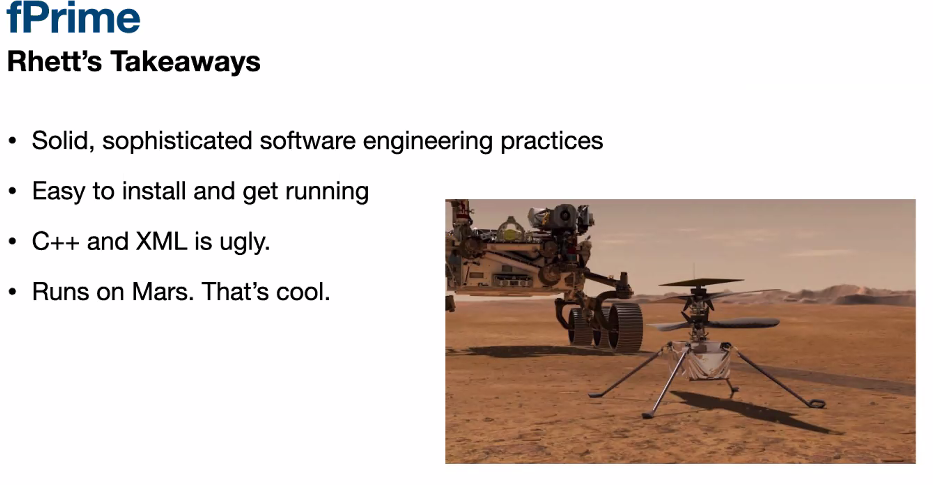 fPrime
Rhett’s Takeaways
• Solid, sophisticated software engineering practices
• Easy to install and get running
• C++ and XML is ugly.
• Runs on Mars. That’s cool.